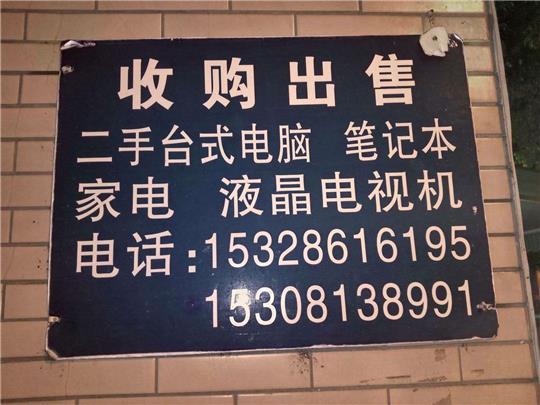 收购出售
二手台式电脑 笔记本
家电 液晶电视机
电话:15328616195
15308138991